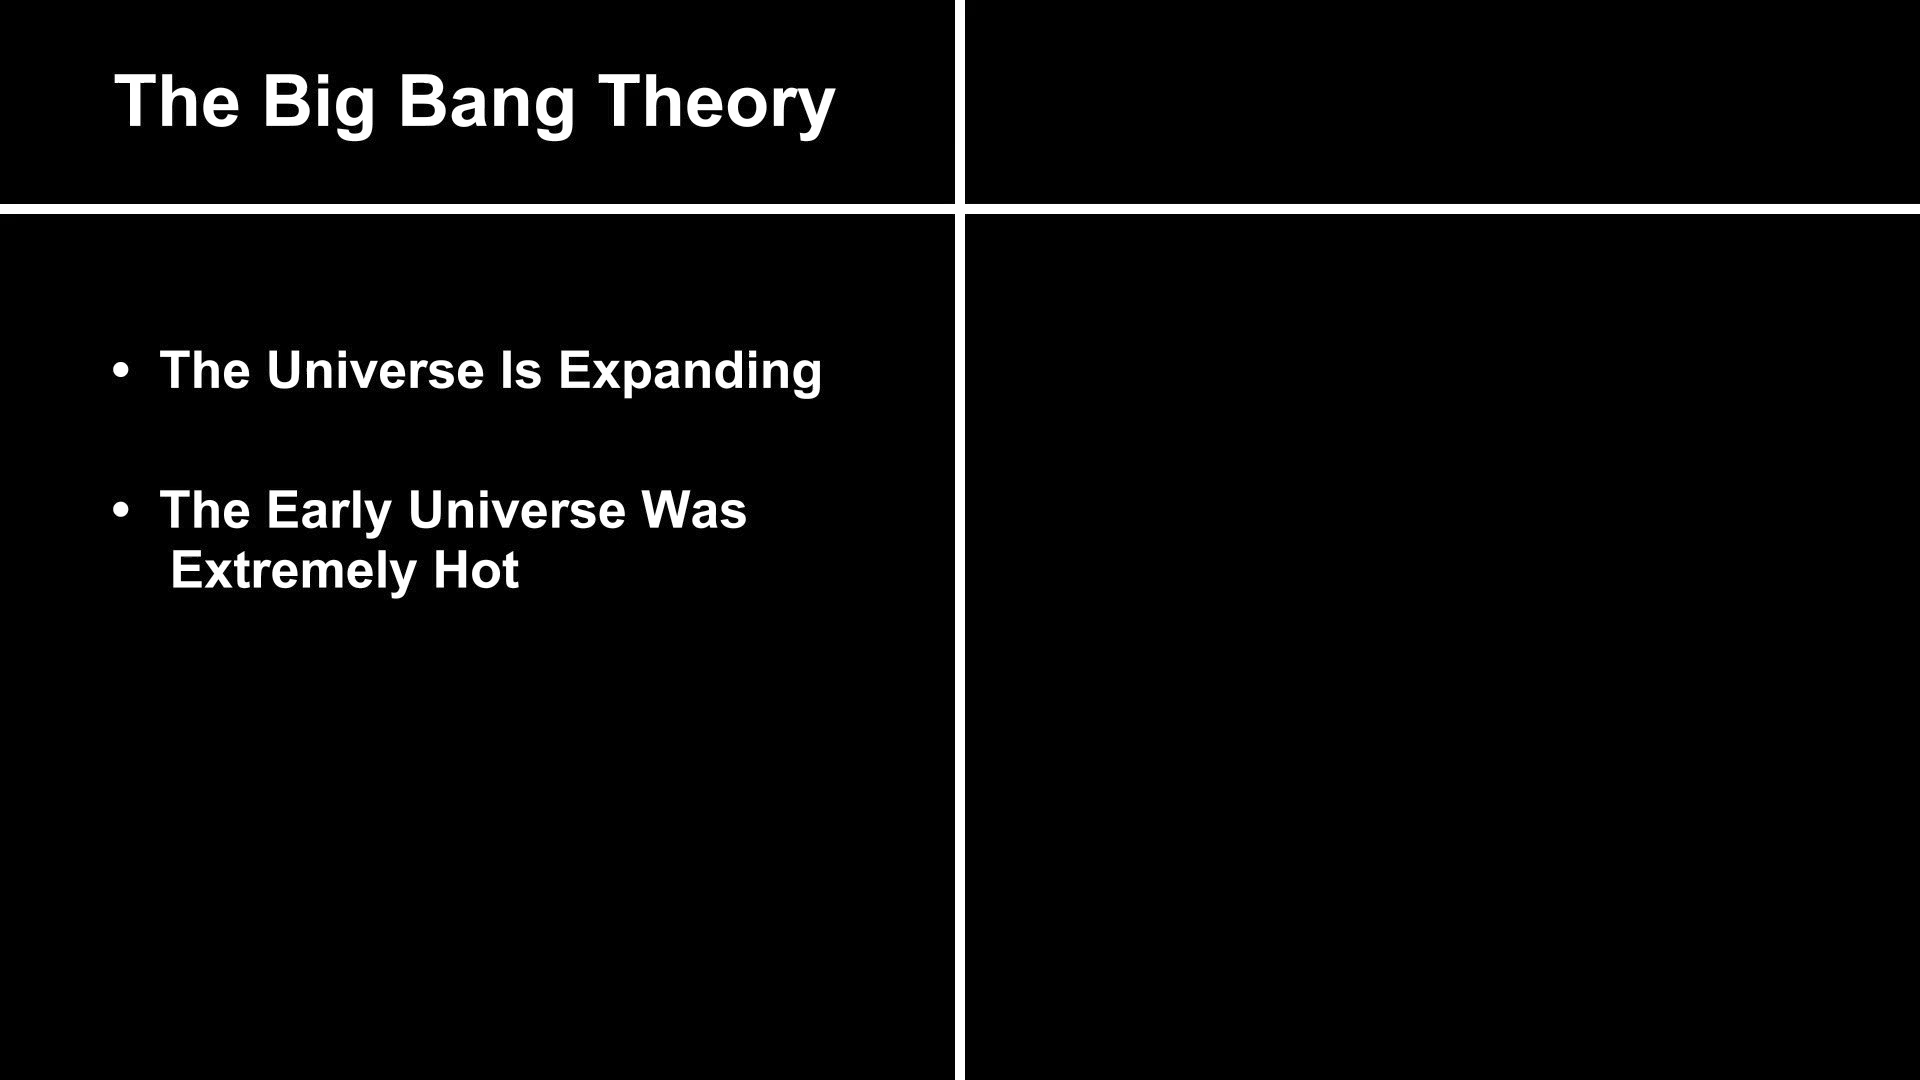 The Big Bang Theory
• The Universe Is Expanding
• The Early Universe Was
Extremely Hot